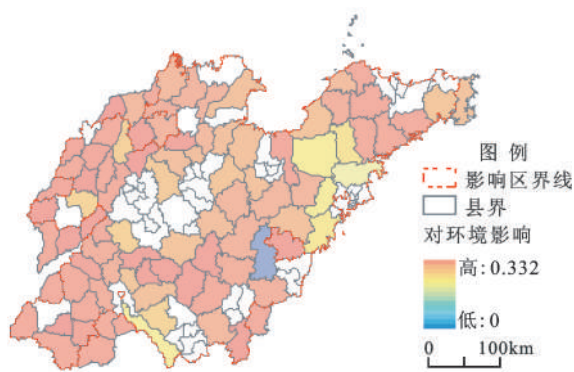 图 例
影响区界线
县界
对环境影响
高:0.332
低:0
0 100km